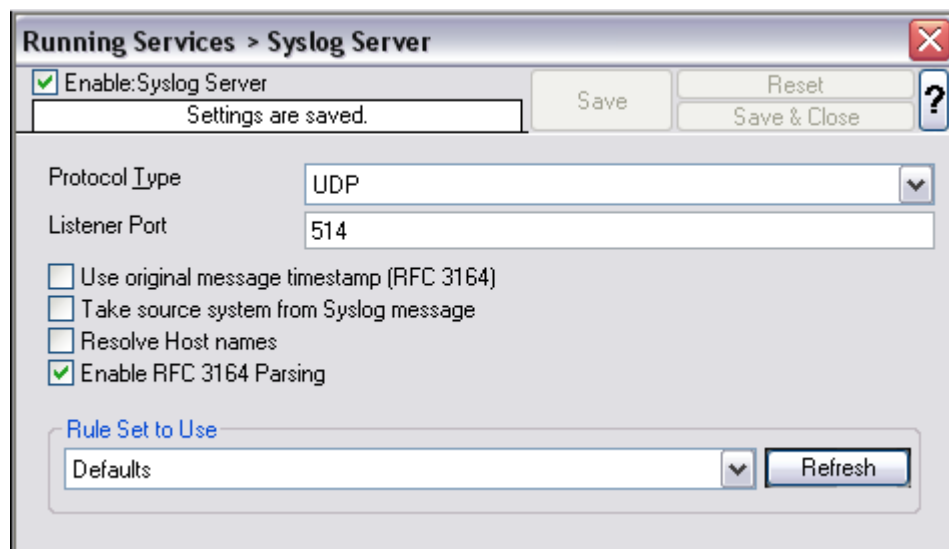 Running Services > Syslog Server
Enable:Syslog Server
Settings are saved.
Save
Reset
Save & Close
?
Protocol Type
UDP
Listener Port
514
Use original message timestamp (RFC 3164)
Take source system from Syslog message
Resolve Host names
Enable RFC 3164 Parsing
Rule Set to Use
Defaults
Refresh